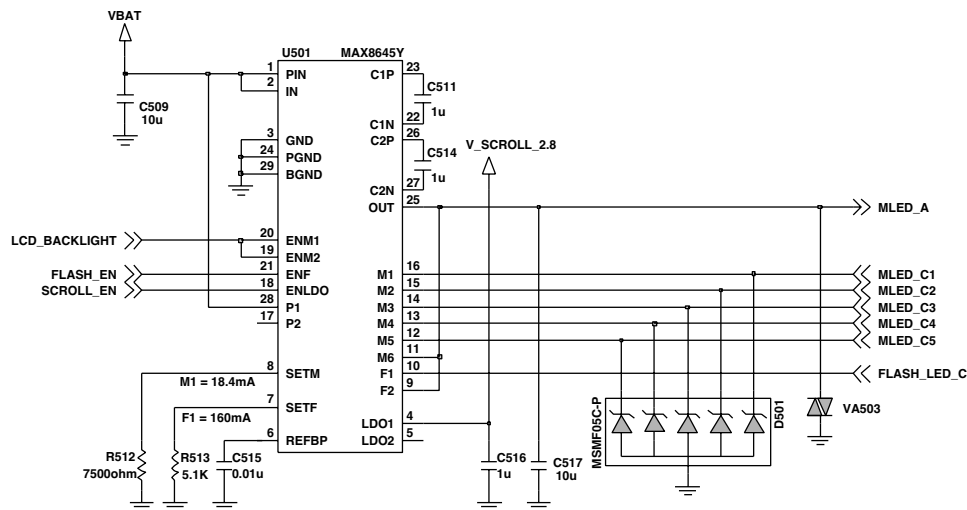 VBAT
U501 MAX8645Y
1 PIN C1P 23
2 IN
C509
10u
C511
1u
C1N 22
3 GND C2P 26
24 PGND
29 BGND
V_SCROLL_2.8
C514
1u
C2N 27
OUT 25
MLED_A
LCD_BACKLIGHT 20 ENM1
19 ENM2
FLASH_EN 21 ENF M1 16 MLED_C1
SCROLL_EN 18 ENLDO M2 15 MLED_C2
28 P1 M3 14 MLED_C3
17 P2 M4 13 MLED_C4
M5 12 MLED_C5
M6 11
8 SETM F1 10 FLASH_LED_C
M1 = 18.4mA
F2 9
7 SETF
F1 = 160mA
LDO1 4
6 REFBP LDO2 5
MSMF05C-P
D501
VA503
R512
7500ohm
R513
5.1K
C515
0.01u
C516
1u
C517
10u